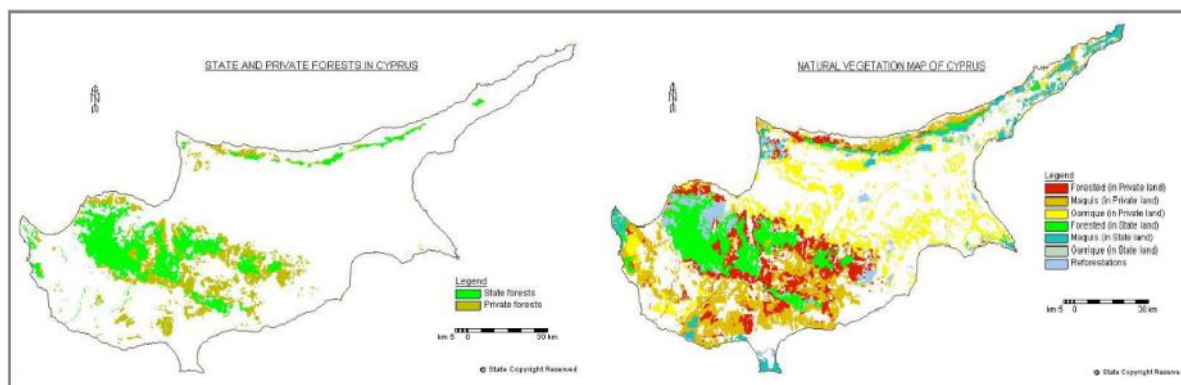 STATE AND PRIVATE FORESTS IN CYPRUS
N
Legend
State forests
Private forests
km 5 0 30 km
© State Copyright Reserved
NATURAL VEGETATION MAP OF CYPRUS
N
Legend
Forested (in Private land)
Maquis (in Private land)
Garrique (in Private land)
Forested (in State land)
Maquis (in State land)
Garrique (in State land)
Reforestations
km 5 0 30 km
© State Copyright Reserved